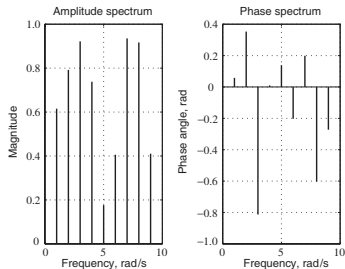 Amplitude spectrum
1.0
0.8
0.6
0.4
0.2
0
Magnitude
0 5 10
Frequency, rad/s
Phase spectrum
0.4
0.2
0
−0.2
−0.4
−0.6
−0.8
−1.0
Phase angle, rad
0 5 10
Frequency, rad/s